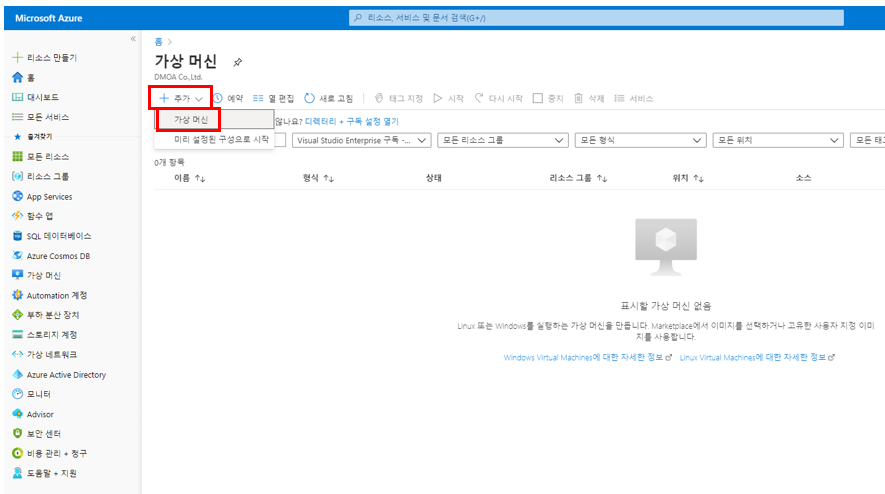 Microsoft Azure
리소스, 서비스 및 문서 검색(G+/)
«
리소스 만들기
홈
대시보드
모든 서비스
즐겨찾기
모든 리소스
리소스 그룹
App Services
함수 앱
SQL 데이터베이스
Azure Cosmos DB
가상 머신
Automation 계정
부하 분산 장치
스토리지 계정
가상 네트워크
Azure Active Directory
모니터
Advisor
보안 센터
비용 관리 + 청구
도움말 + 지원
홈 >
가상 머신
DMOA Co.,Ltd.
+ 추가 예약 열 편집 새로 고침 태그 지정 시작 다시 시작 중지 삭제 서비스
가상 머신
미리 설정된 구성으로 시작
않나요? 디렉터리 + 구독 설정 열기
Visual Studio Enterprise 구독 -... 모든 리소스 그룹 모든 형식 모든 위치 모든 태그
0개 항목
이름 ↑↓ 형식 ↑↓ 상태 리소스 그룹 ↑↓ 위치 ↑↓ 소스
표시할 가상 머신 없음
Linux 또는 Windows를 실행하는 가상 머신을 만듭니다. Marketplace에서 이미지를 선택하거나 고유한 사용자 지정 이미
지를 사용합니다.
Windows Virtual Machines에 대한 자세한 정보 Linux Virtual Machines에 대한 자세한 정보